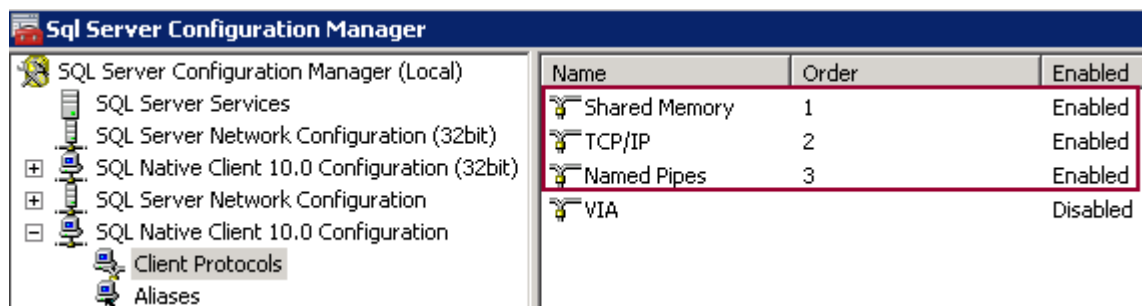 Sql Server Configuration Manager
SQL Server Configuration Manager (Local)
SQL Server Services
SQL Server Network Configuration (32bit)
SQL Native Client 10.0 Configuration (32bit)
SQL Server Network Configuration
SQL Native Client 10.0 Configuration
Client Protocols
Aliases
Name Order Enabled
Shared Memory 1 Enabled
TCP/IP 2 Enabled
Named Pipes 3 Enabled
VIA Disabled